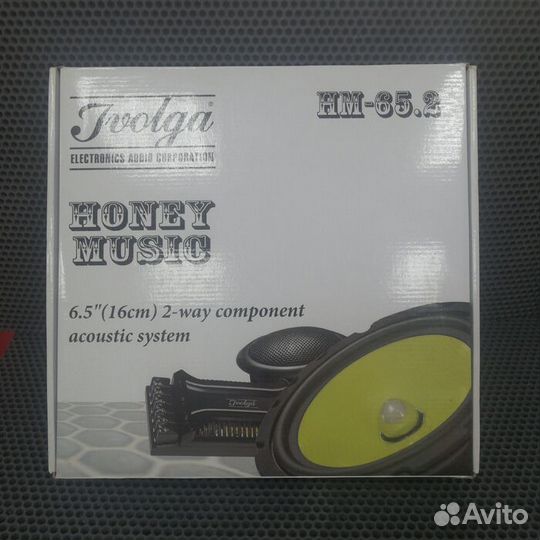 Ivolga®
HM-65.2
ELECTRONICS AUDIO CORPORATION
HONEY
MUSIC
6.5"(16cm) 2-way component
acoustic system
Ivolga
Avito